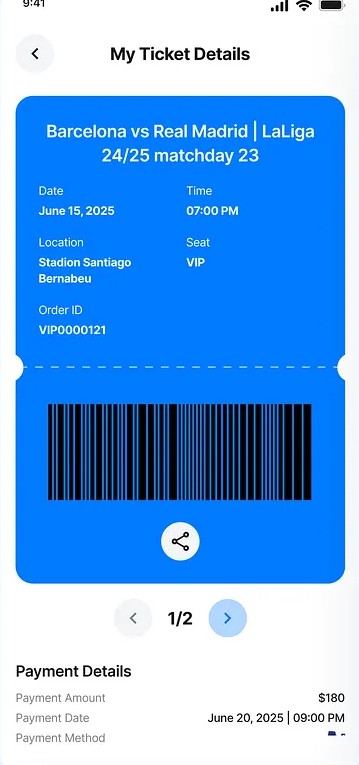 9:41
My Ticket Details
Barcelona vs Real Madrid | LaLiga
24/25 matchday 23
Date
Time
June 15, 2025
07:00 PM
Location
Seat
Stadion Santiago
VIP
Bernabeu
Order ID
VIP0000121
1/2
Payment Details
Payment Amount
$180
Payment Date
June 20, 2025 | 09:00 PM
Payment Method